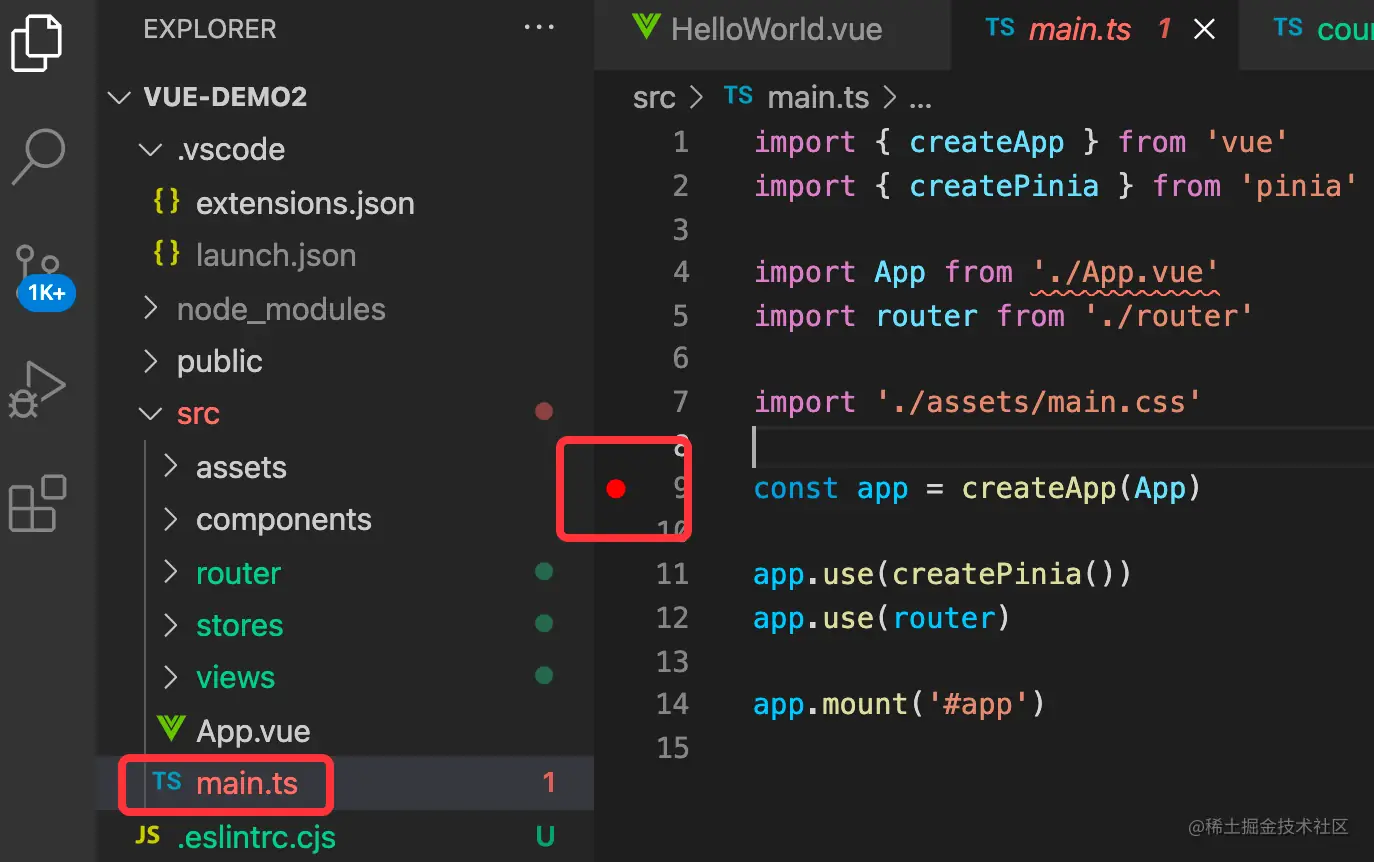 EXPLORER
VUE-DEMO2
.vscode
{} extensions.json
{} launch.json
1K+
node_modules
public
src
assets
components
router
stores
views
App.vue
TS main.ts 1
JS .eslintrc.cjs U
HelloWorld.vue TS main.ts 1 TS
src > TS main.ts > ...
1 import { createApp } from 'vue'
2 import { createPinia } from 'pinia'
3
4 import App from './App.vue'
5 import router from './router'
6
7 import './assets/main.css'
8
9 const app = createApp(App)
10
11 app.use(createPinia())
12 app.use(router)
13
14 app.mount('#app')
15
@稀土掘金技术社区